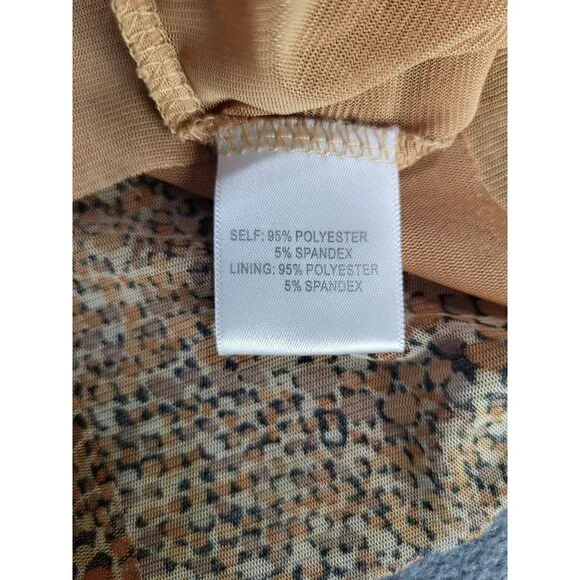 SELF: 95% POLYESTER
5% SPANDEX
LINING: 95% POLYESTER
5% SPANDEX